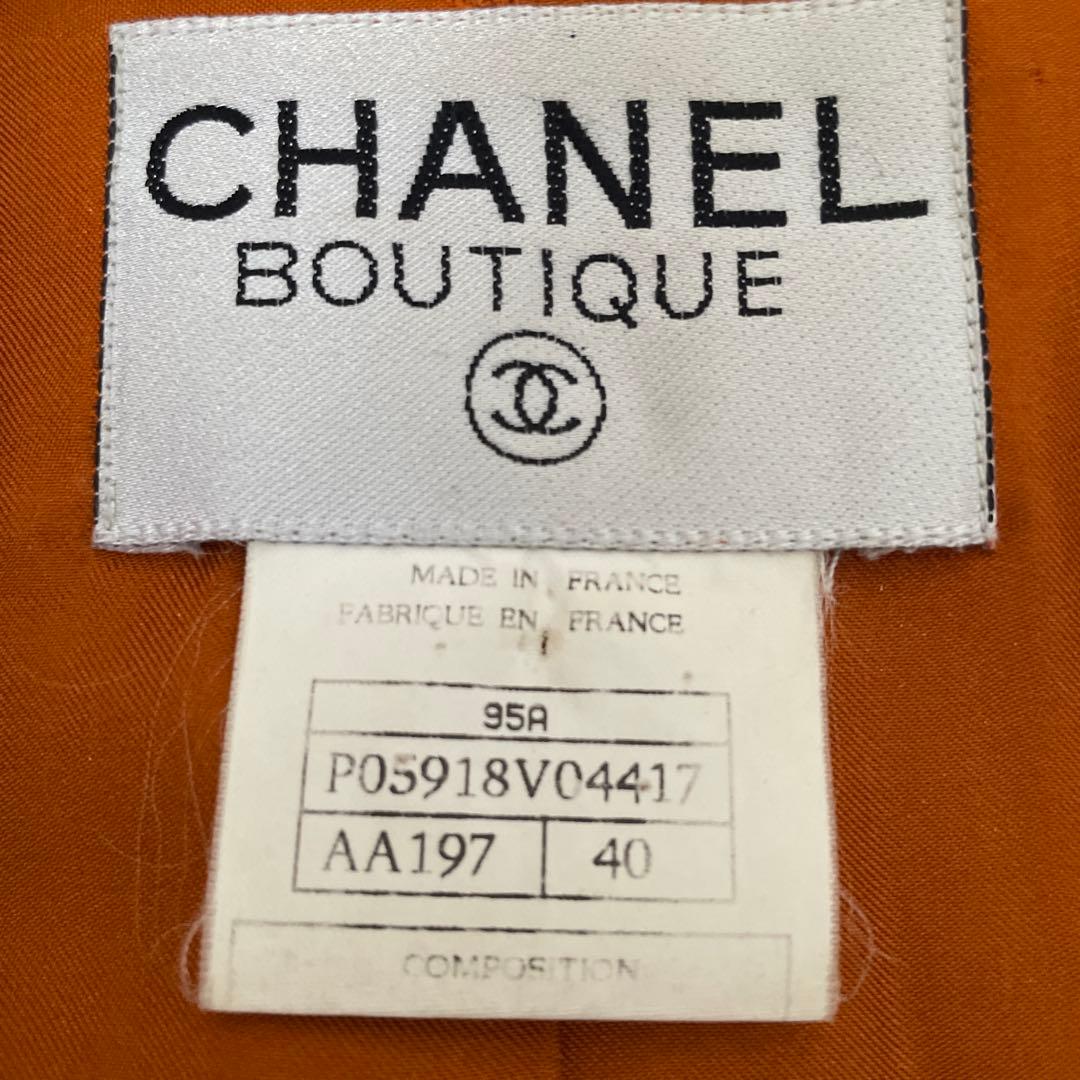 CHANEL
BOUTIQUE
MADE IN FRANCE
FABRIQUE EN FRANCE
95A
P05918V04417
AA197 40
COMPOSITION